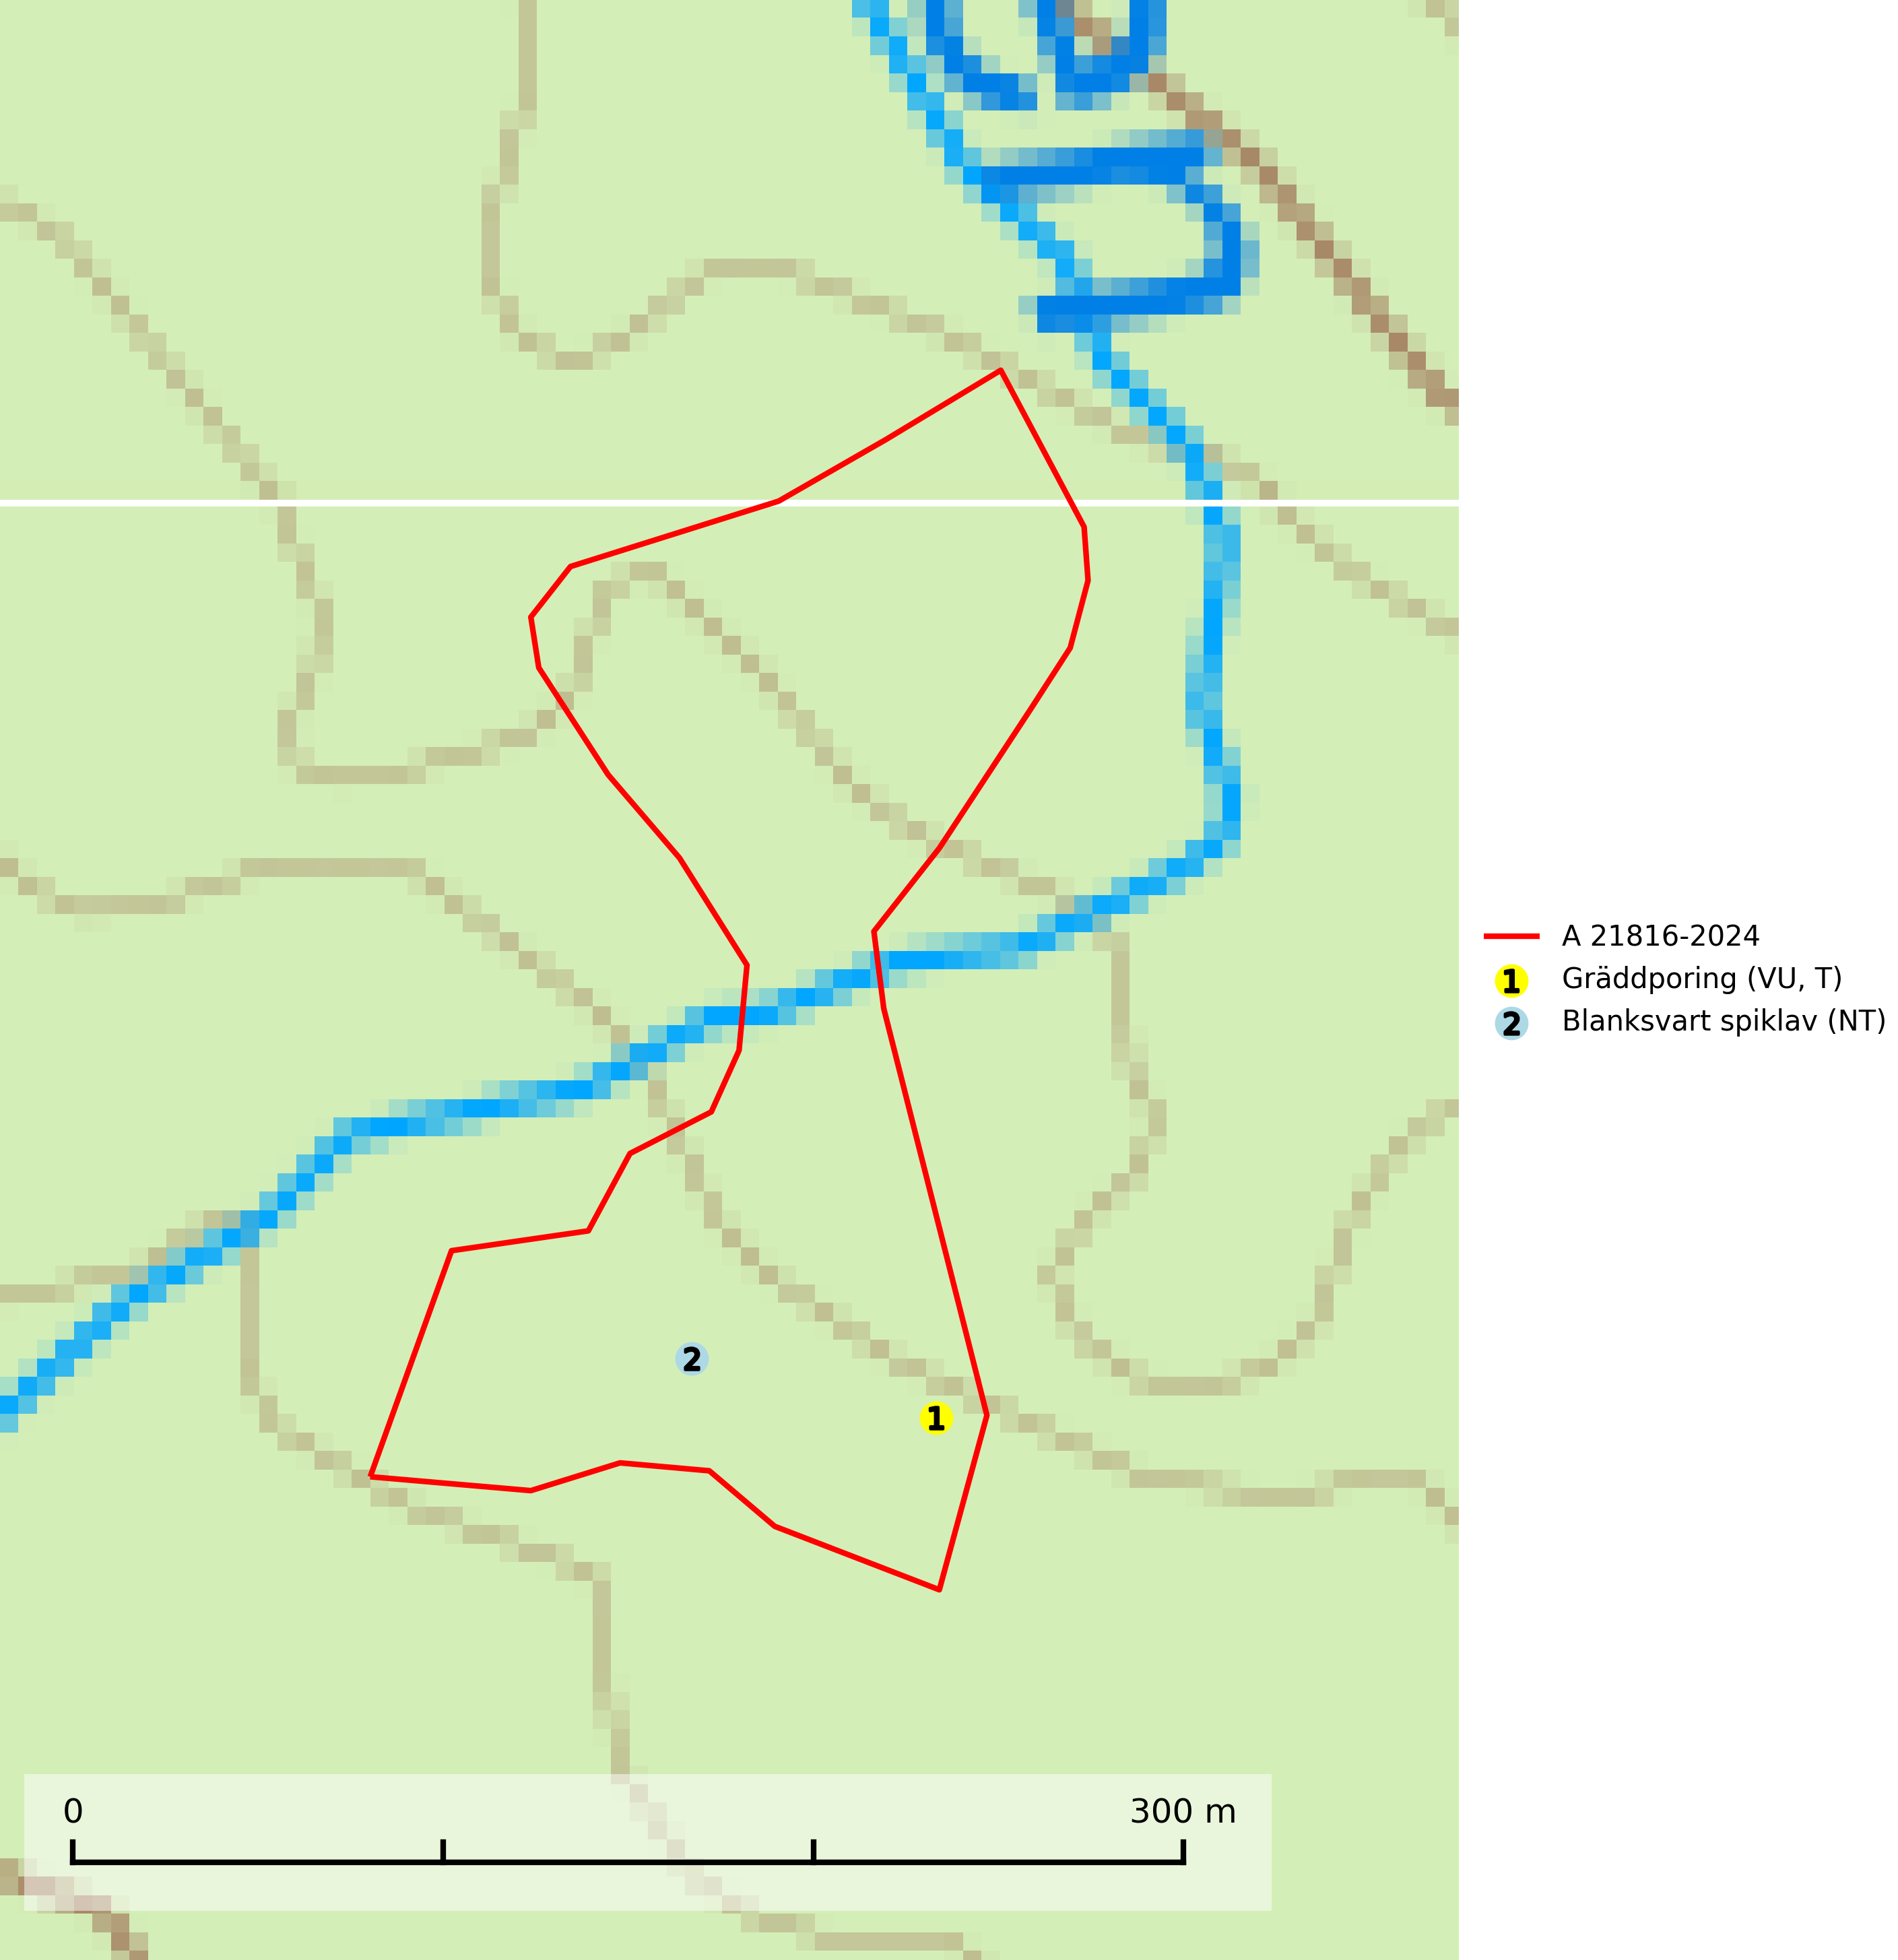 A 21816-2024
1 Gräddporing (VU, T)
2 Blanksvart spiklav (NT)
2
1
0 300 m